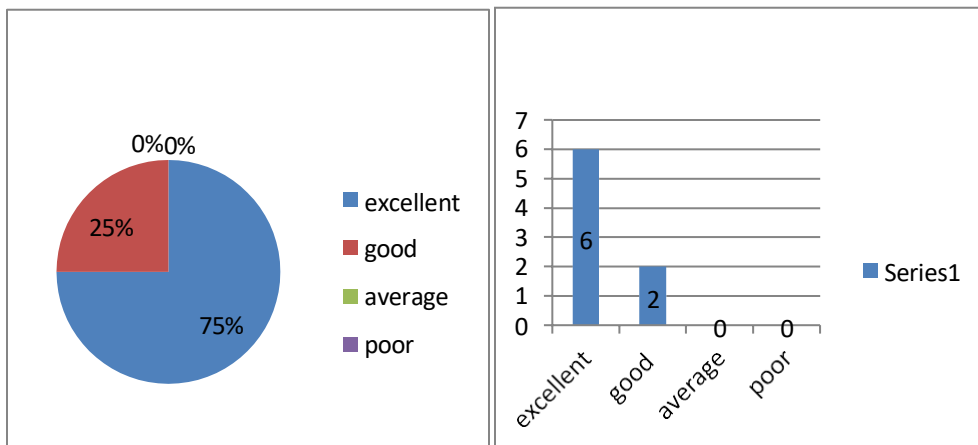 0% 0%
25%
75%
excellent
good
average
poor
7
6
5
4
3
2
1
0
6
2
0
0
excellent
good
average
poor
Series1